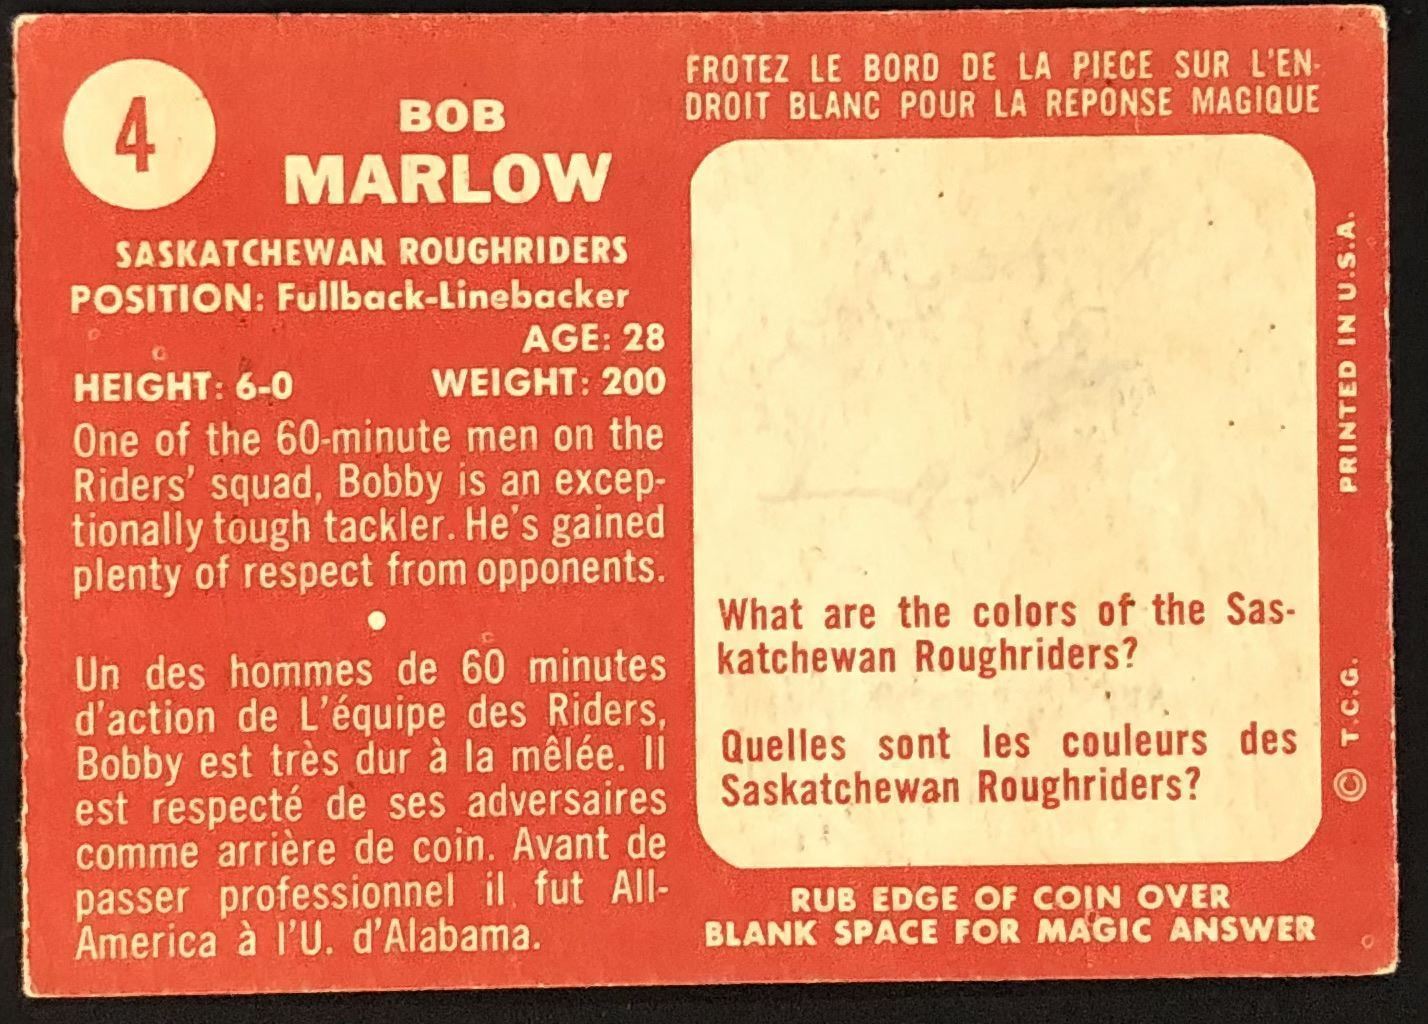 4
BOB
MARLOW
SASKATCHEWAN ROUGHRIDERS
POSITION: Fullback-Linebacker
AGE: 28
HEIGHT: 6-0 WEIGHT: 200
One of the 60-minute men on the
Riders' squad, Bobby is an excep-
tionally tough tackler. He's gained
plenty of respect from opponents.
Un des hommes de 60 minutes
d'action de L'équipe des Riders,
Bobby est très dur à la mêlée. Il
est respecté de ses adversaires
comme arrière de coin. Avant de
passer professionnel il fut All-
America à l'U. d'Alabama.
FROTEZ LE BORD DE LA PIECE SUR L'EN-
DROIT BLANC POUR LA REPONSE MAGIQUE
What are the colors of the Sas-
katchewan Roughriders?
Quelles sont les couleurs des
Saskatchewan Roughriders?
RUB EDGE OF COIN OVER
BLANK SPACE FOR MAGIC ANSWER
© T.C.G. PRINTED IN U.S.A.